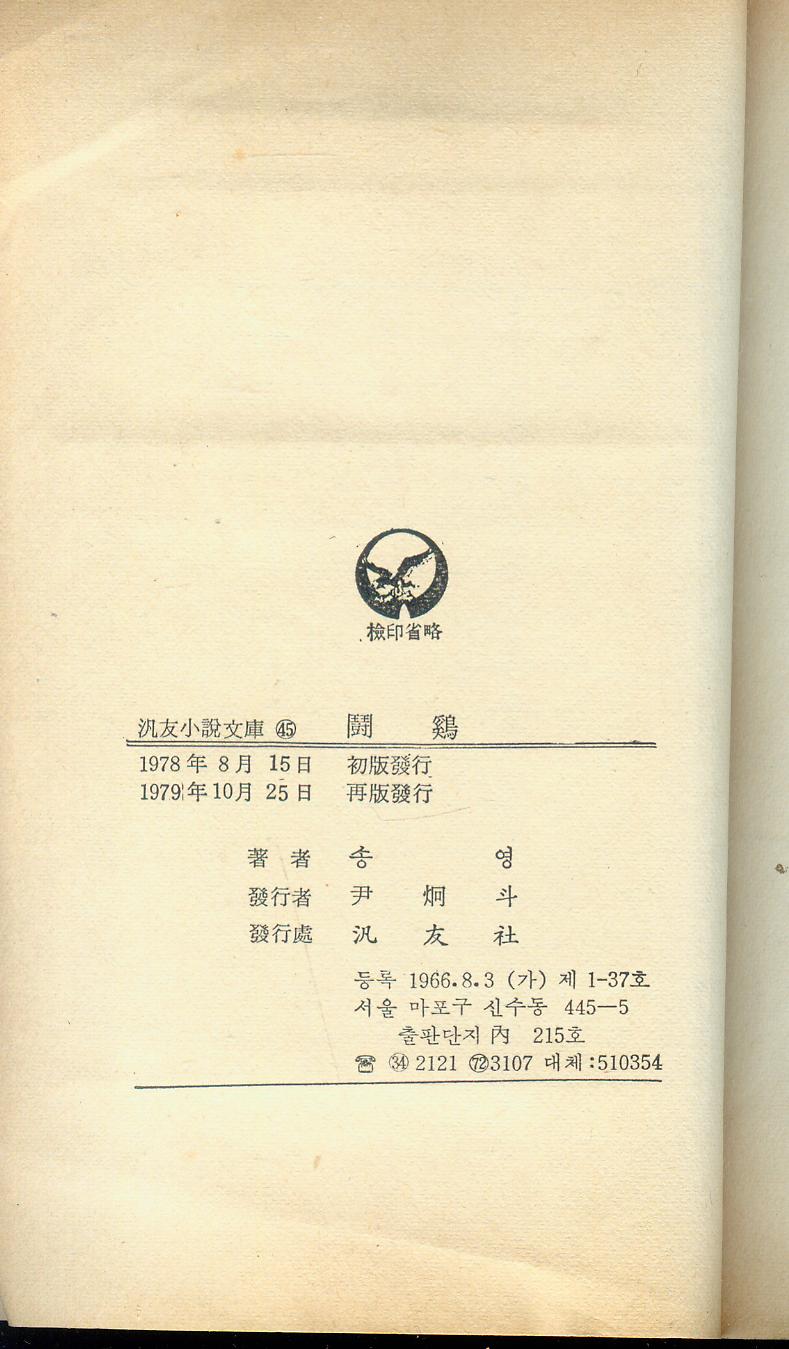 檢印省略
汎友小說文庫 ㊺ 鬪鷄
1978年 8月 15日 初版發行
1979年 10月 25日 再版發行
著者 송영
發行者 尹炯斗
發行處 汎友社
등록 1966.8.3 (가) 제 1-37호
서울 마포구 신수동 445—5
출판단지 內 215호
☎ ㉞ 2121 (72)3107 대체:510354